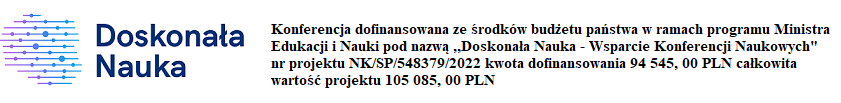 Doskonała
Nauka
Konferencja dofinansowana ze środków budżetu państwa w ramach programu Ministra
Edukacji i Nauki pod nazwą ,,Doskonała Nauka - Wsparcie Konferencji Naukowych"
nr projektu NK/SP/548379/2022 kwota dofinansowania 94 545, 00 PLN całkowita
wartość projektu 105 085, 00 PLN